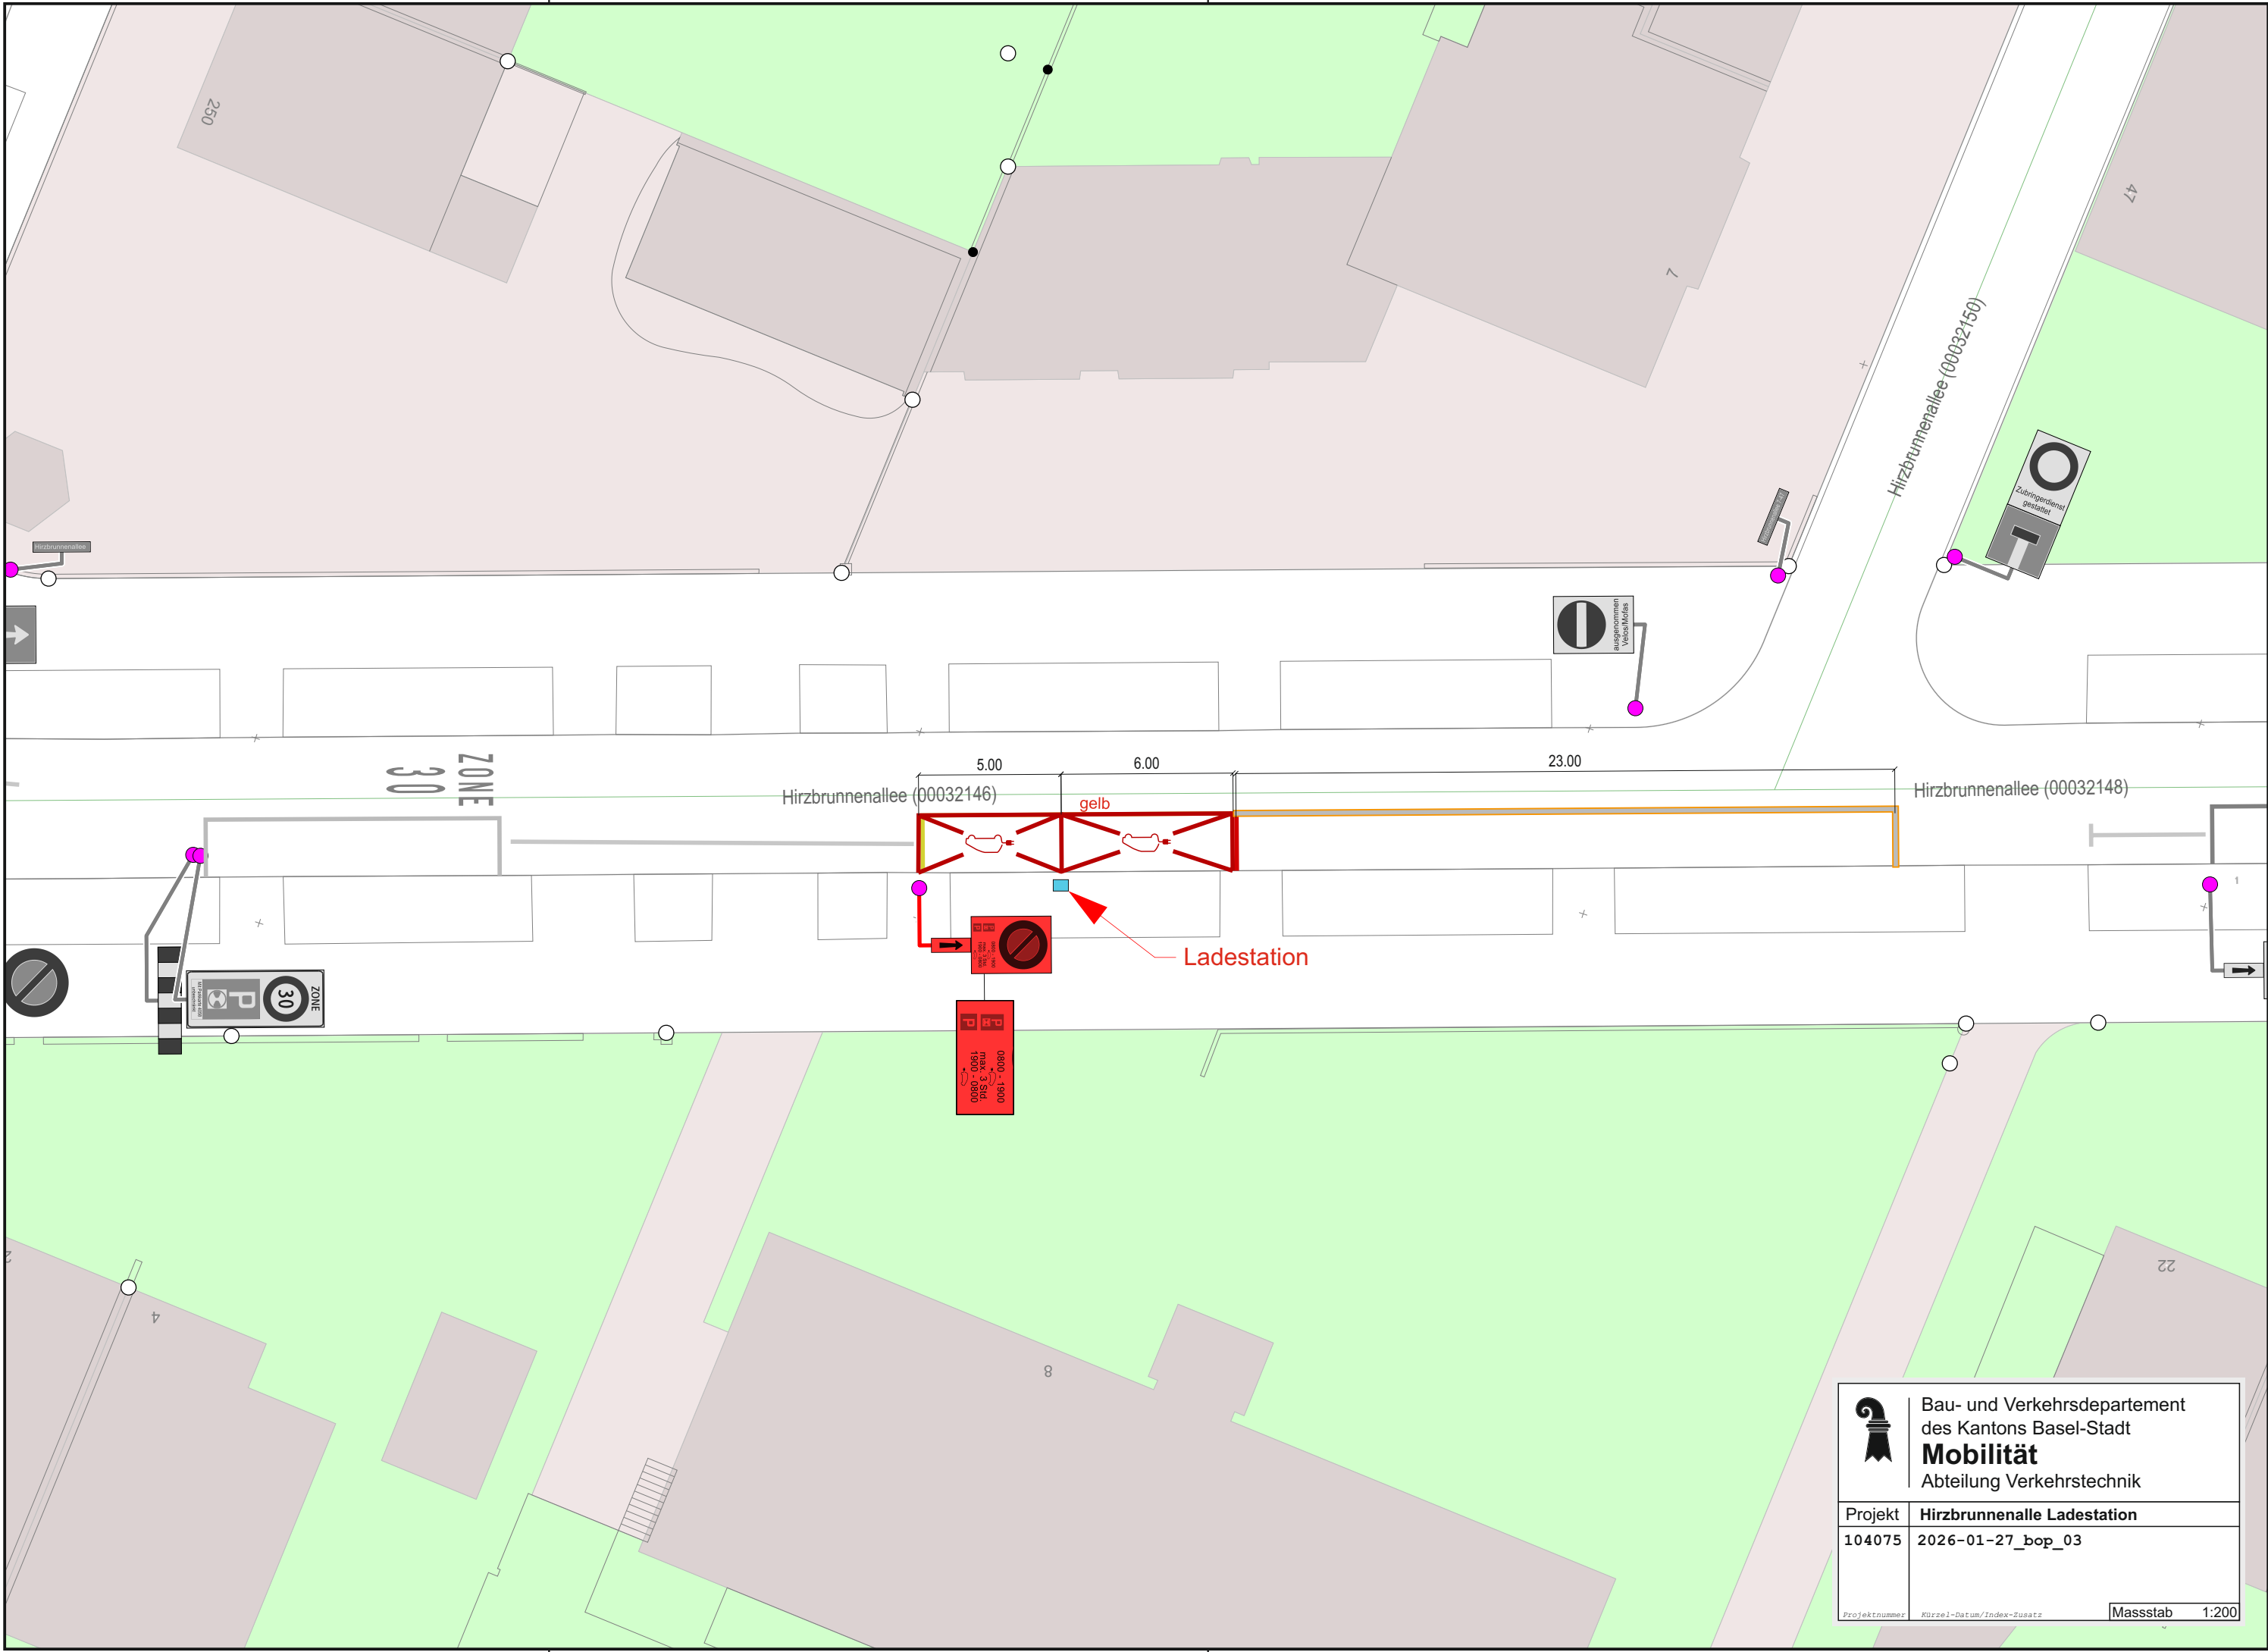 250
47
7
Hirzbrunnenallee (00032150)
Zubringerdienst
gestattet
Hirzbrunnenallee
ausgenommen
Velos/Mofas
ZONE
30
5.00
6.00
23.00
Hirzbrunnenallee (00032146)
gelb
Hirzbrunnenallee (00032148)
1
Ladestation
ZONE
30
P
P
P
0800 - 1900
max. 3 Std.
1900 - 0800
4
8
22
Bau- und Verkehrsdepartement
des Kantons Basel-Stadt
Mobilität
Abteilung Verkehrstechnik
Projekt
Hirzbrunnenalle Ladestation
104075
2026-01-27_bop_03
Projektnummer
Kürzel-Datum/Index-Zusatz
Massstab 1:200